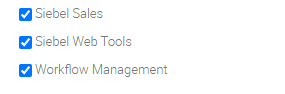 Siebel Sales
Siebel Web Tools
Workflow Management